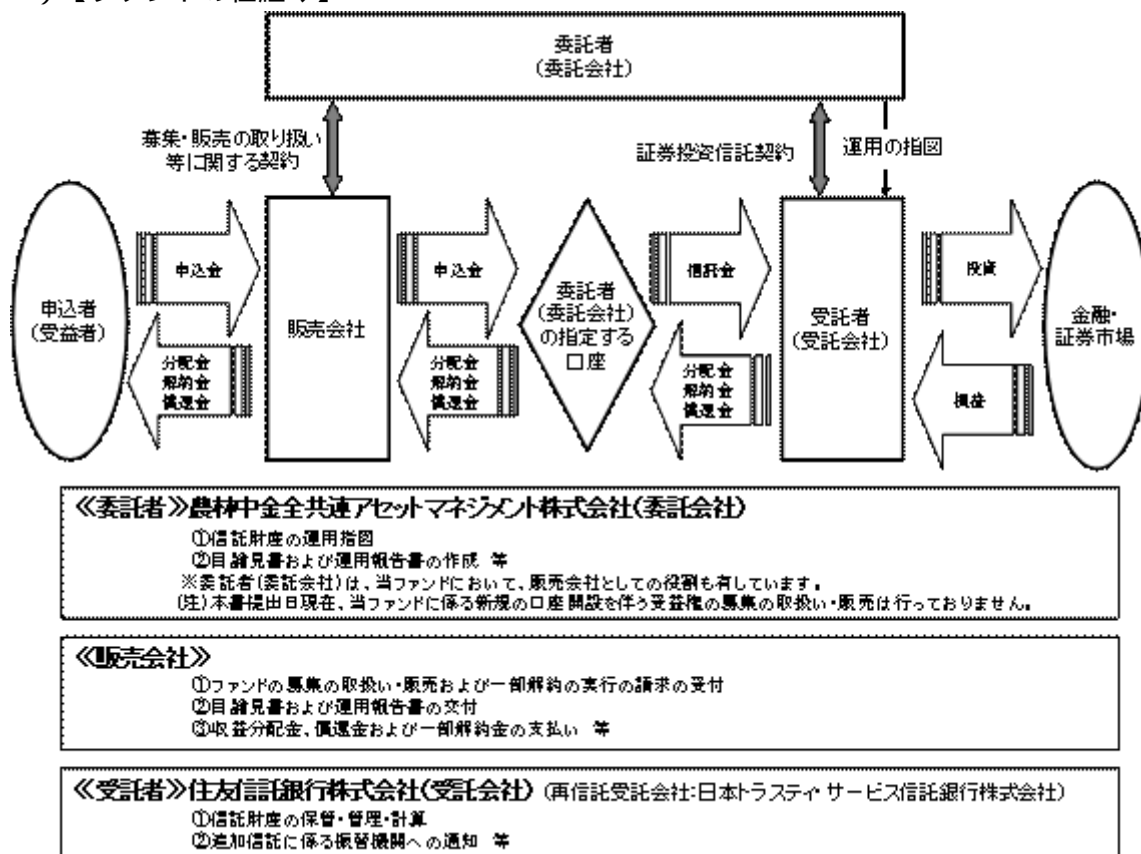 委託者
(委託会社)
募集・販売の取り扱い
等に関する契約
証券投資信託契約
運用の指図
申込者
(受益者)
申込金
分配金
解約金
償還金
販売会社
申込金
分配金
解約金
償還金
委託者
(委託会社)
の指定する
口座
信託金
分配金
解約金
償還金
受託者
(受託会社)
投資
損益
金融・
証券市場
≪委託者≫農林中金全共連アセットマネジメント株式会社(委託会社)
①信託財産の運用指図
②目論見書および運用報告書の作成 等
※委託者(委託会社)は、当ファンドにおいて、販売会社としての役割も有しています。
(注)本書提出日現在、当ファンドに係る新規の口座開設を伴う受益権の募集の取扱い・販売は行っておりません。
≪販売会社≫
①ファンドの募集の取扱い・販売および一部解約の実行の請求の受付
②目論見書および運用報告書の交付
③収益分配金、償還金および一部解約金の支払い 等
≪受託者≫住友信託銀行株式会社(受託会社) (再信託受託会社:日本トラスティ・サービス信託銀行株式会社)
①信託財産の保管・管理・計算
②追加信託に係る振替機関への通知 等